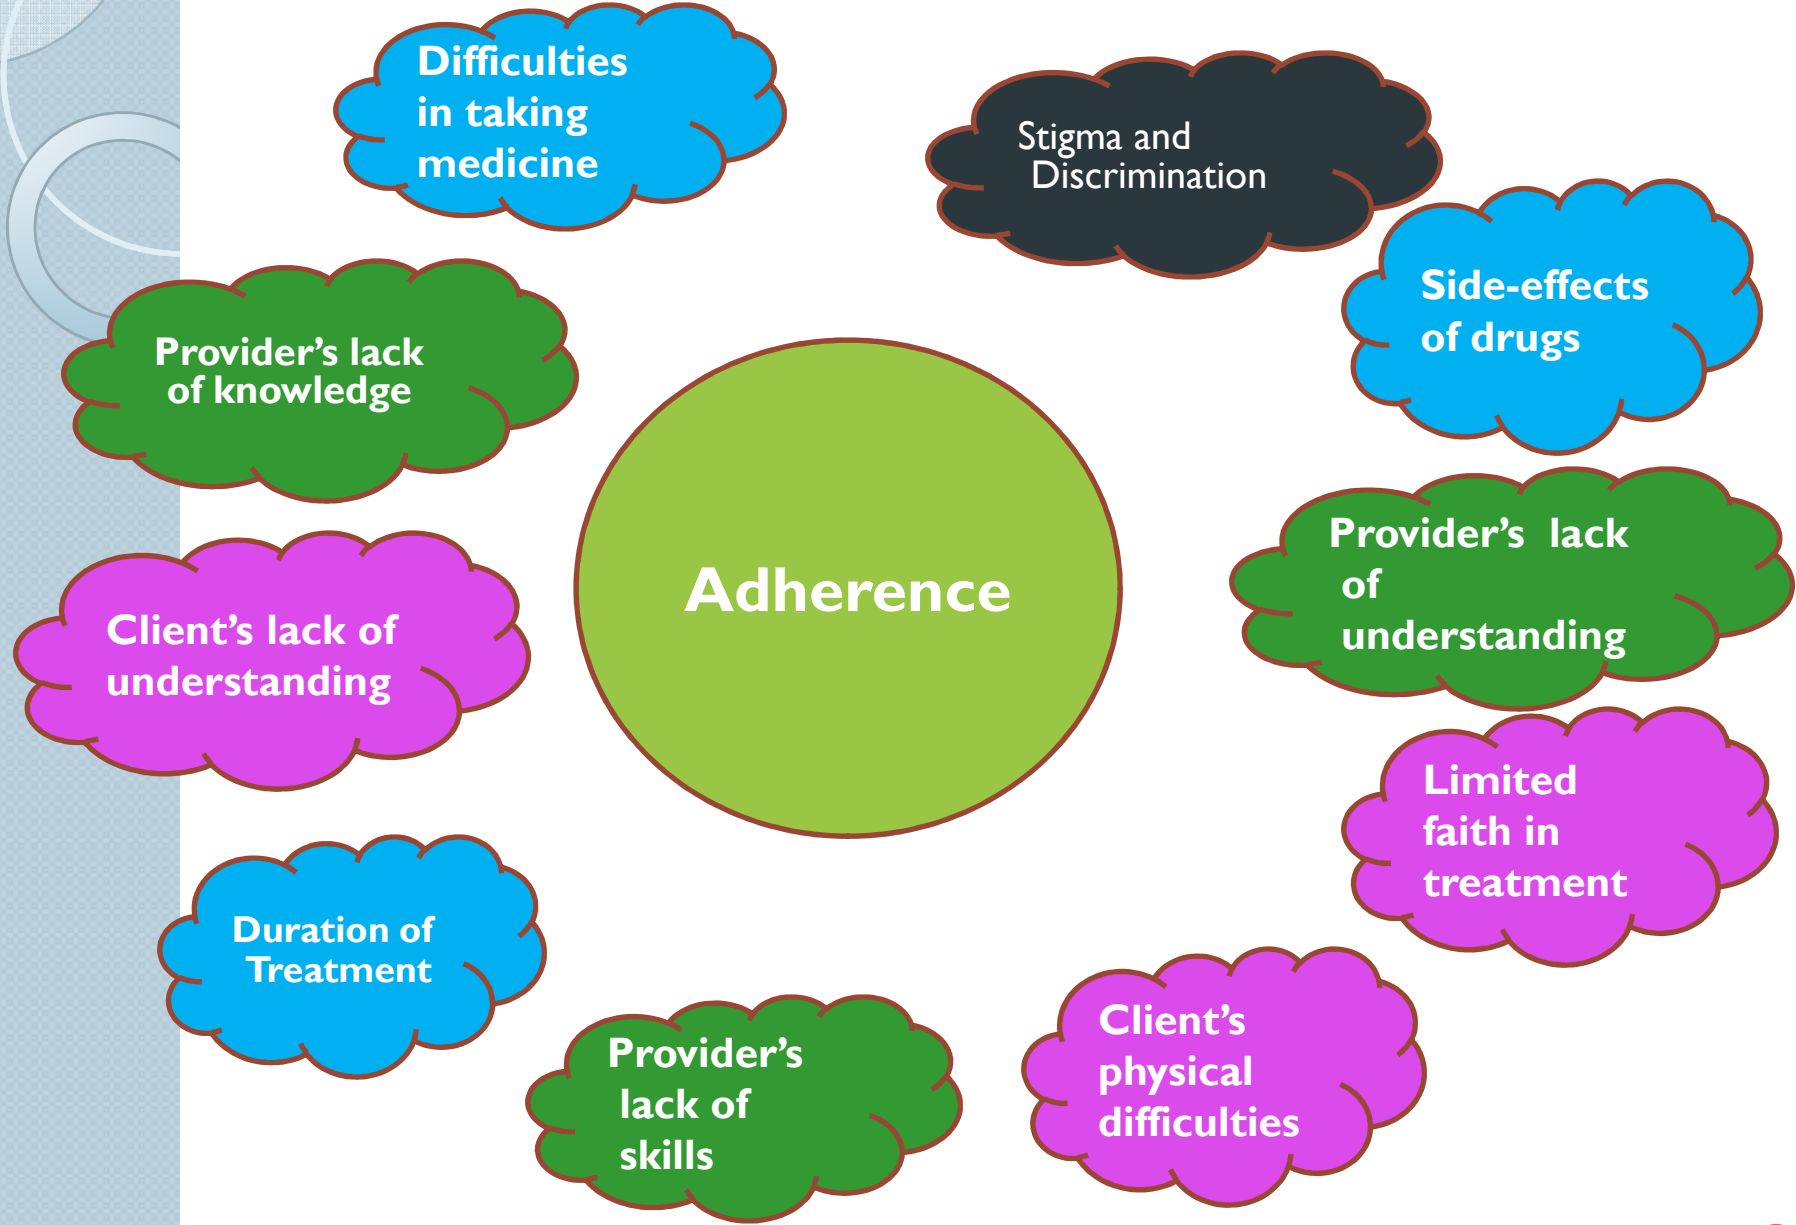 Difficulties
in taking
medicine
Stigma and
Discrimination
Side-effects
of drugs
Provider’s lack
of knowledge
Adherence
Provider’s lack
of
understanding
Client’s lack of
understanding
Limited
faith in
treatment
Duration of
Treatment
Provider’s
lack of
skills
Client’s
physical
difficulties